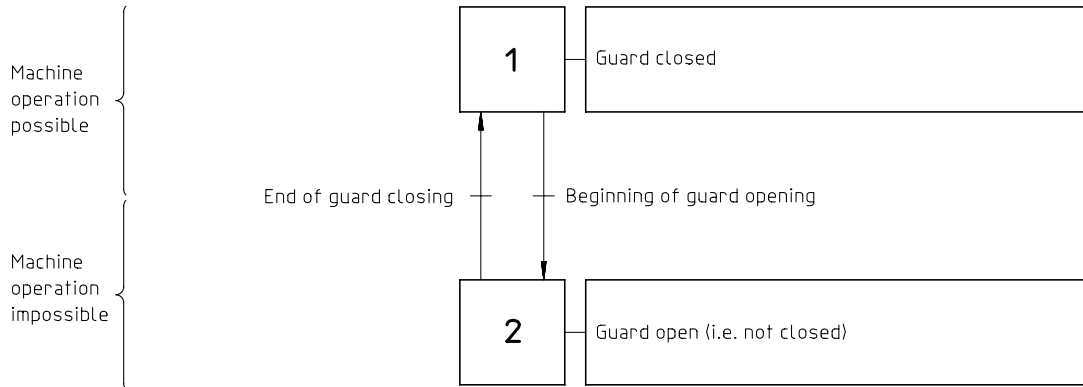 1
Guard closed
Machine
operation
possible
End of guard closing
Beginning of guard opening
Machine
operation
impossible
2
Guard open (i.e. not closed)